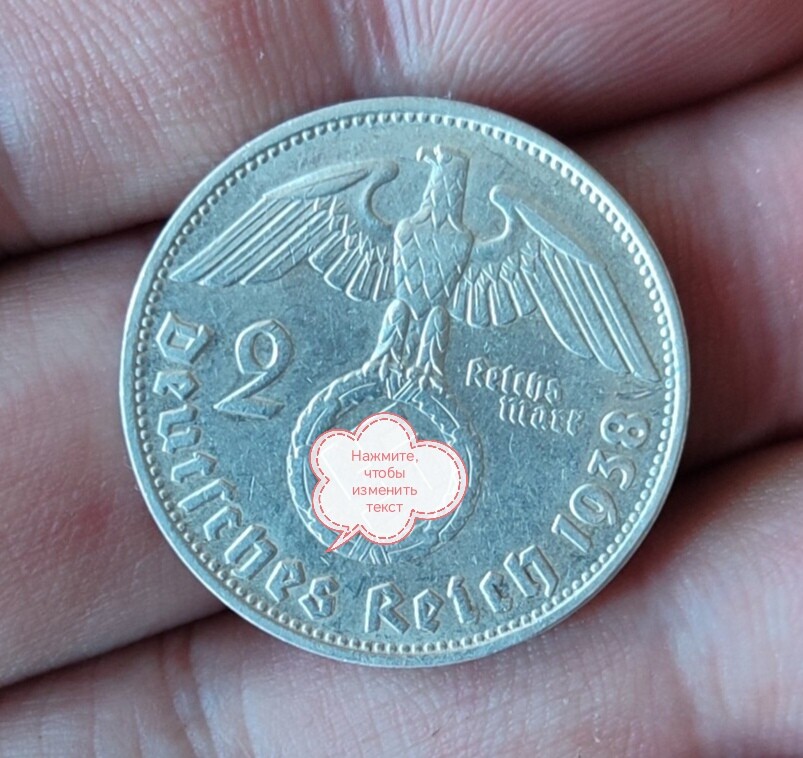 2
Reichs
Mark
Deutsches Reich 1938
Нажмите,
чтобы
изменить
текст